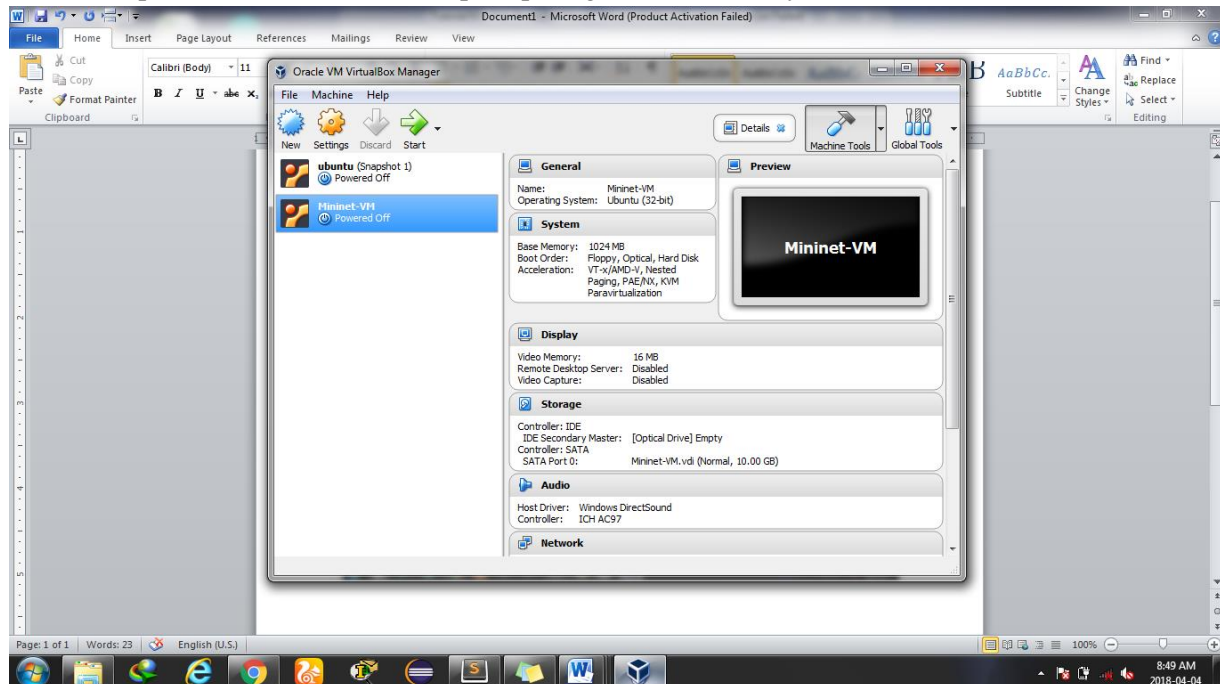 Document1 - Microsoft Word (Product Activation Failed)
File Home Insert Page Layout References Mailings Review View
Cut
Copy
Format Painter
Paste
Clipboard
Calibri (Body) 11
B I U abc X,
AaBbCc.
Subtitle
Change
Styles
Find
Replace
Select
Editing
Oracle VM VirtualBox Manager
File Machine Help
New Settings Discard Start
Details
Machine Tools
Global Tools
ubuntu (Snapshot 1)
Powered Off
Mininet-VM
Powered Off
General
Name: Mininet-VM
Operating System: Ubuntu (32-bit)
System
Base Memory: 1024 MB
Boot Order: Floppy, Optical, Hard Disk
Acceleration: VT-x/AMD-V, Nested
Paging, PAE/NX, KVM
Paravirtualization
Preview
Mininet-VM
Display
Video Memory: 16 MB
Remote Desktop Server: Disabled
Video Capture: Disabled
Storage
Controller: IDE
IDE Secondary Master: [Optical Drive] Empty
Controller: SATA
SATA Port 0: Mininet-VM.vdi (Normal, 10.00 GB)
Audio
Host Driver: Windows DirectSound
Controller: ICH AC97
Network
Page: 1 of 1 Words: 23 English (U.S.) 100%
8:49 AM
2018-04-04